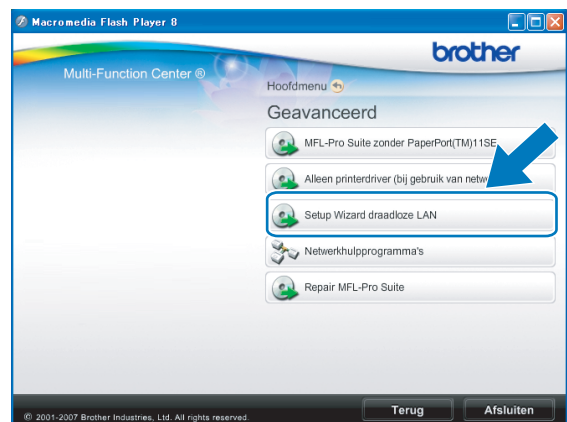 Macromedia Flash Player 8
brother
Multi-Function Center ®
Hoofdmenu
Geavanceerd
MFL-Pro Suite zonder PaperPort(TM)11SE
Alleen printerdriver (bij gebruik van
Setup Wizard draadloze LAN
Netwerkhulpprogramma's
Repair MFL-Pro Suite
© 2001-2007 Brother Industries, Ltd. All rights reserved.
Terug
Afsluiten